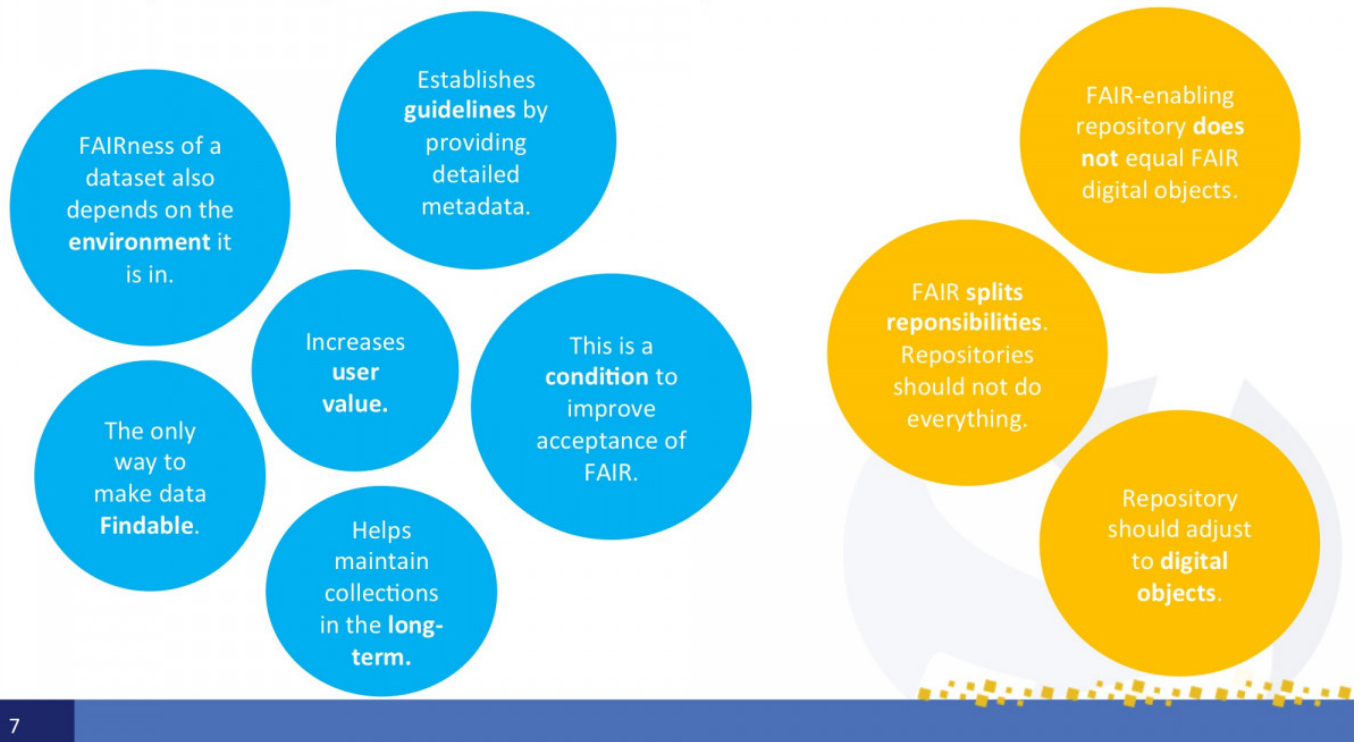 FAIRness of a
dataset also
depends on the
environment it
is in.
Establishes
guidelines by
providing
detailed
metadata.
Increases
user
value.
This is a
condition to
improve
acceptance of
FAIR.
The only
way to
make data
Findable.
Helps
maintain
collections
in the long-
term.
FAIR-enabling
repository does
not equal FAIR
digital objects.
FAIR splits
reponsibilities.
Repositories
should not do
everything.
Repository
should adjust
to digital
objects.
7